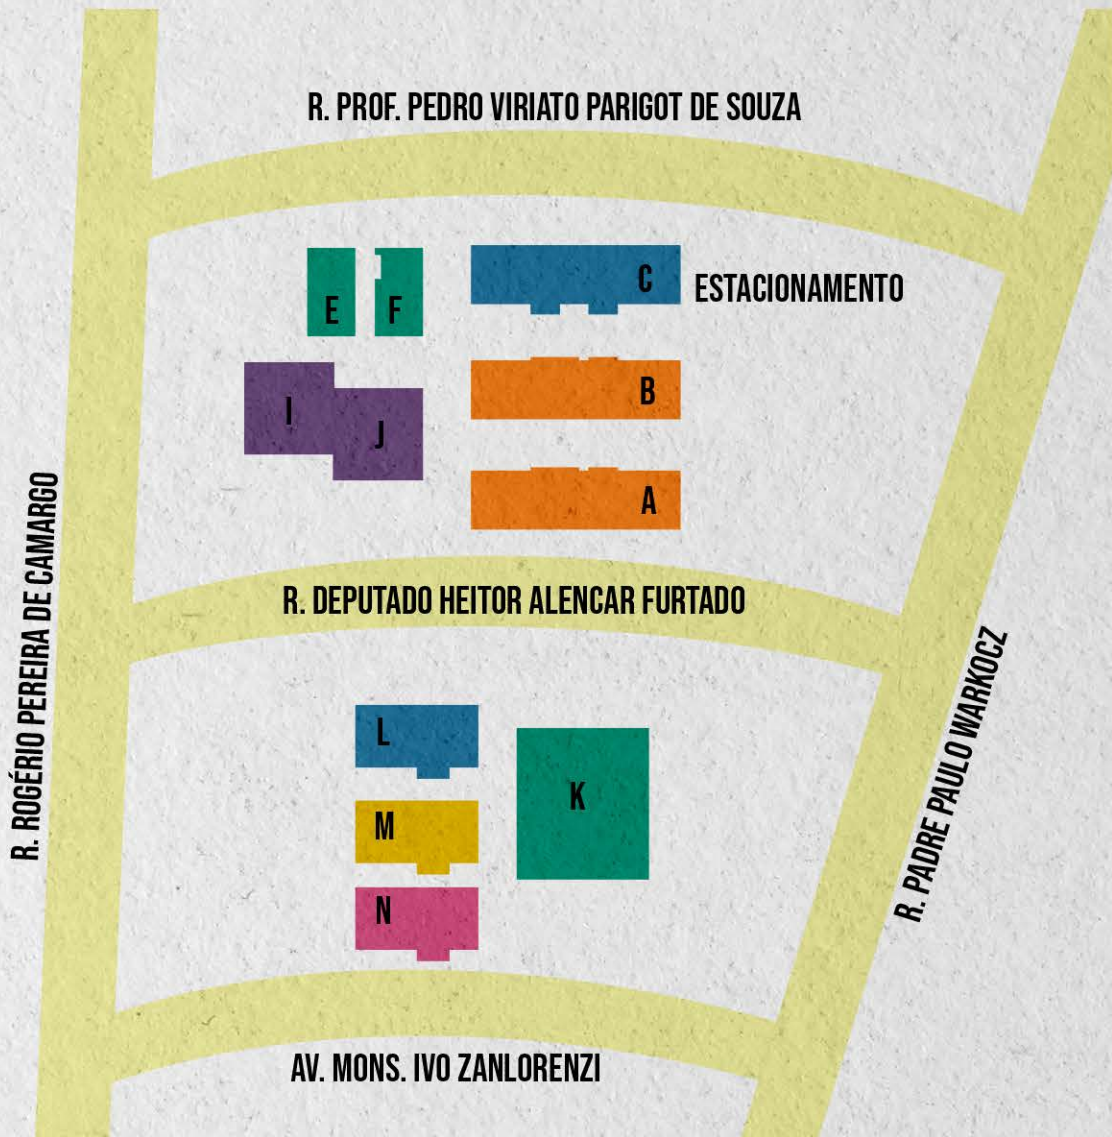 R. PROF. PEDRO VIRIATO PARIGOT DE SOUZA
E
F
C
ESTACIONAMENTO
B
I
J
A
R. ROGÉRIO PEREIRA DE CAMARGO
R. DEPUTADO HEITOR ALENCAR FURTADO
R. PADRE PAULO WARKOCZ
L
K
M
N
AV. MONS. IVO ZANLORENZI